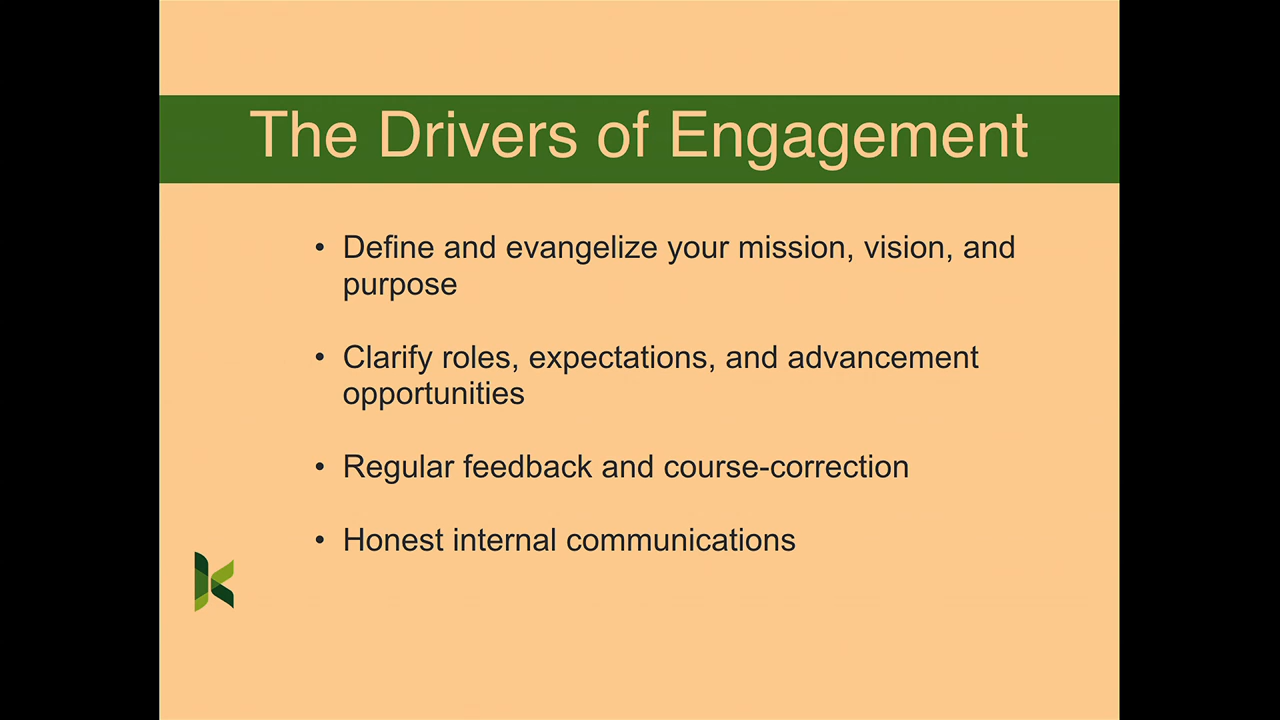 The Drivers of Engagement
• Define and evangelize your mission, vision, and
purpose
• Clarify roles, expectations, and advancement
opportunities
• Regular feedback and course-correction
• Honest internal communications